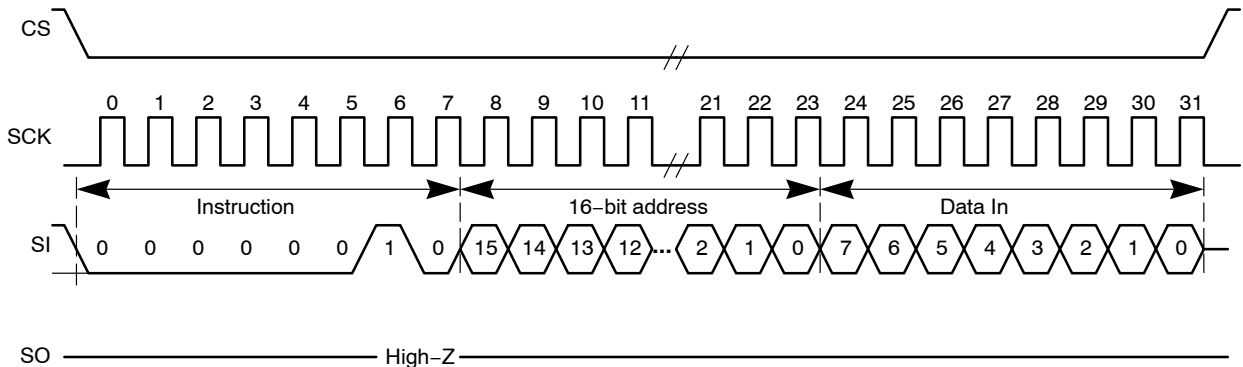 CS
0 1 2 3 4 5 6 7 8 9 10 11 21 22 23 24 25 26 27 28 29 30 31
SCK
Instruction 16−bit address Data In
SI 0 0 0 0 0 0 1 0 15 14 13 12 ... 2 1 0 7 6 5 4 3 2 1 0
SO High−Z